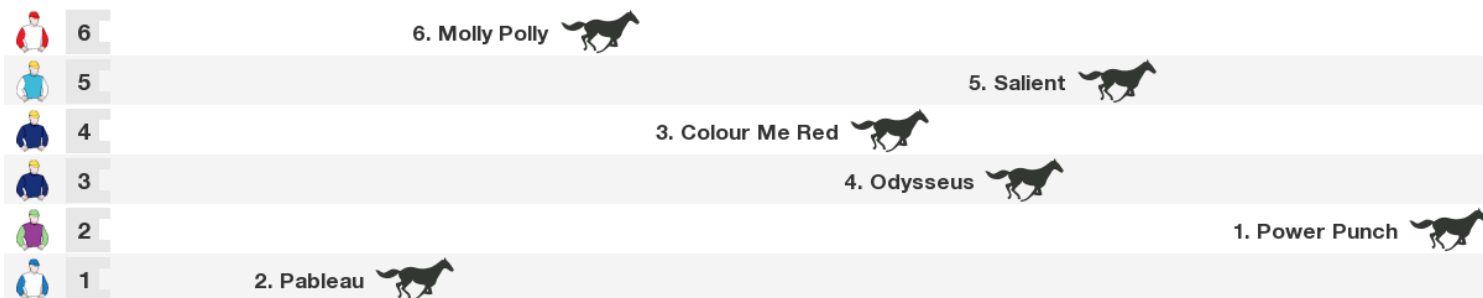 6 6. Molly Polly
5 5. Salient
4 3. Colour Me Red
3 4. Odysseus
2 1. Power Punch
1 2. Pableau